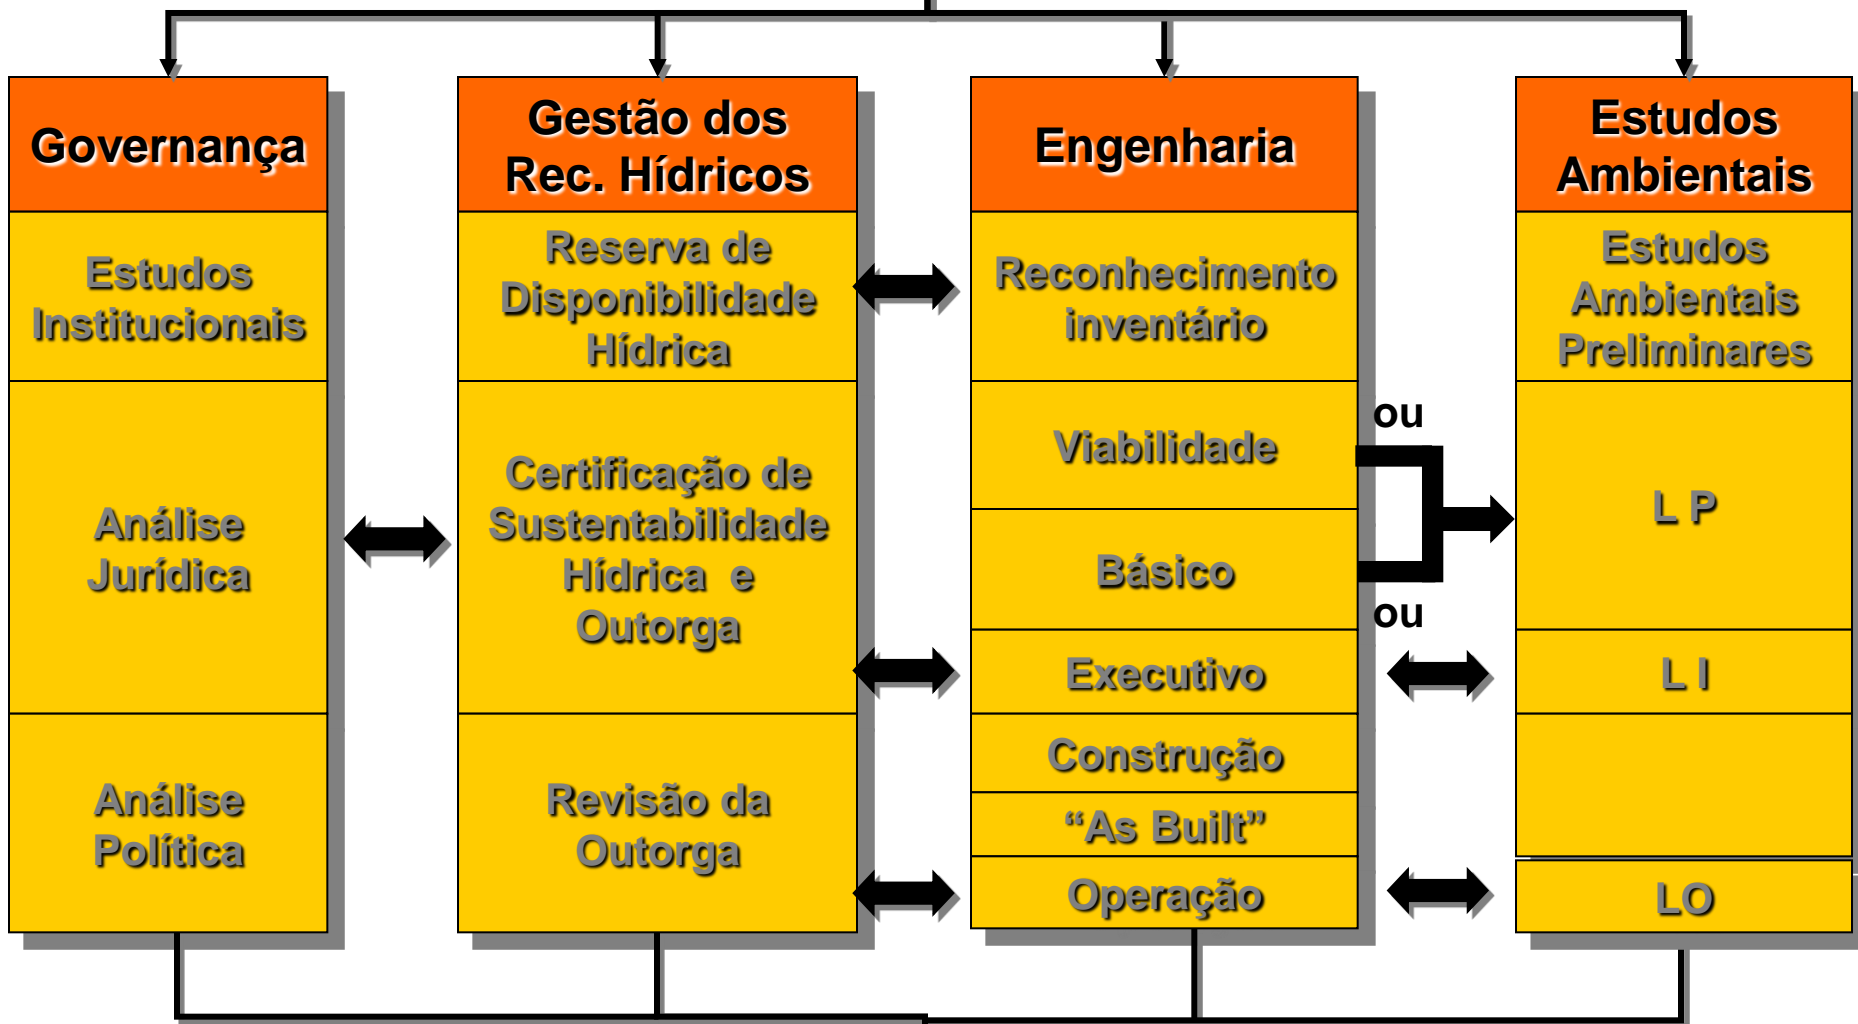 Governança
Estudos
Institucionais
Análise
Jurídica
Análise
Política
Gestão dos
Rec. Hídricos
Reserva de
Disponibilidade
Hídrica
Certificação de
Sustentabilidade
Hídrica e
Outorga
Revisão da
Outorga
Engenharia
Reconhecimento
inventário
Viabilidade
Básico
Executivo
Construção
“As Built”
Operação
ou
ou
Estudos
Ambientais
Estudos
Ambientais
Preliminares
L P
L I
LO